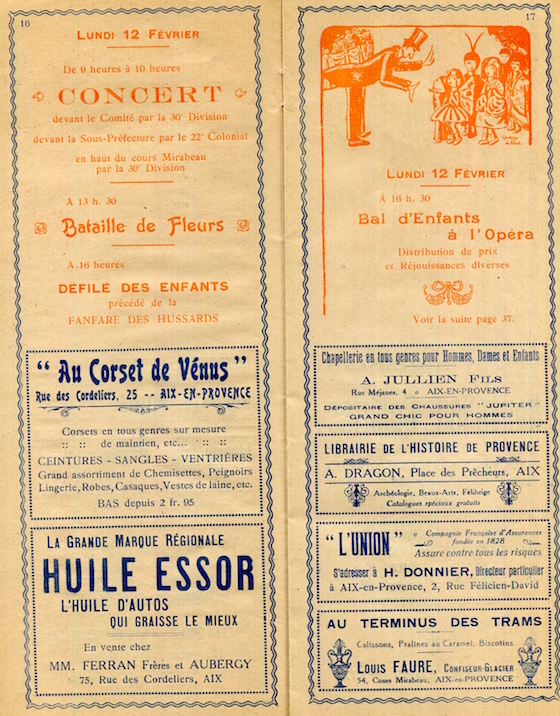 16
LUNDI 12 FÉVRIER
De 9 heures à 10 heures
CONCERT
devant le Comité par la 30e Division
devant la Sous-Préfecture par le 22e Colonial
en haut du cours Mirabeau
par la 30e Division
A 13 h. 30
Bataille de Fleurs
A 16 heures
DÉFILÉ DES ENFANTS
précédé de la
FANFARE DES HUSSARDS
“ Au Corset de Vénus ”
Rue des Cordeliers, 25 -- AIX-EN-PROVENCE
Corsets en tous genres sur mesure
:: :: de maintien, etc... :: ::
CEINTURES - SANGLES - VENTRIÈRES
Grand assortiment de Chemisettes, Peignoirs
Lingerie, Robes, Casaques, Vestes de laine, etc.
BAS depuis 2 fr. 95
LA GRANDE MARQUE RÉGIONALE
HUILE ESSOR
L'HUILE D'AUTOS
QUI GRAISSE LE MIEUX
En vente chez
MM. FERRAN Frères et AUBERGY
75, Rue des Cordeliers, AIX
17
LUNDI 12 FÉVRIER
A 16 h. 30
Bal d'Enfants
à l'Opéra
Distribution de prix
et Réjouissances diverses
Voir la suite page 37.
Chapellerie en tous genres pour Hommes, Dames et Enfants
A. JULLIEN FILS
Rue Méjanes, 4 o AIX-EN-PROVENCE
DÉPOSITAIRE DES CHAUSSURES "JUPITER"
GRAND CHIC POUR HOMMES
LIBRAIRIE DE L'HISTOIRE DE PROVENCE
A. DRAGON, Place des Prêcheurs, AIX
Archéologie, Beaux-Arts, Félibrige
Catalogues spéciaux gratuits
“ L'UNION ” Compagnie Française d'Assurances
fondée en 1828
Assure contre tous les risques
S'adresser à H. DONNIER, Directeur particulier
à AIX-en-Provence, 2, Rue Félicien-David
AU TERMINUS DES TRAMS
Calissons, Pralines au Caramel, Biscotins
Louis FAURE, CONFISEUR-GLACIER
54, Cours Mirabeau, AIX-EN-PROVENCE